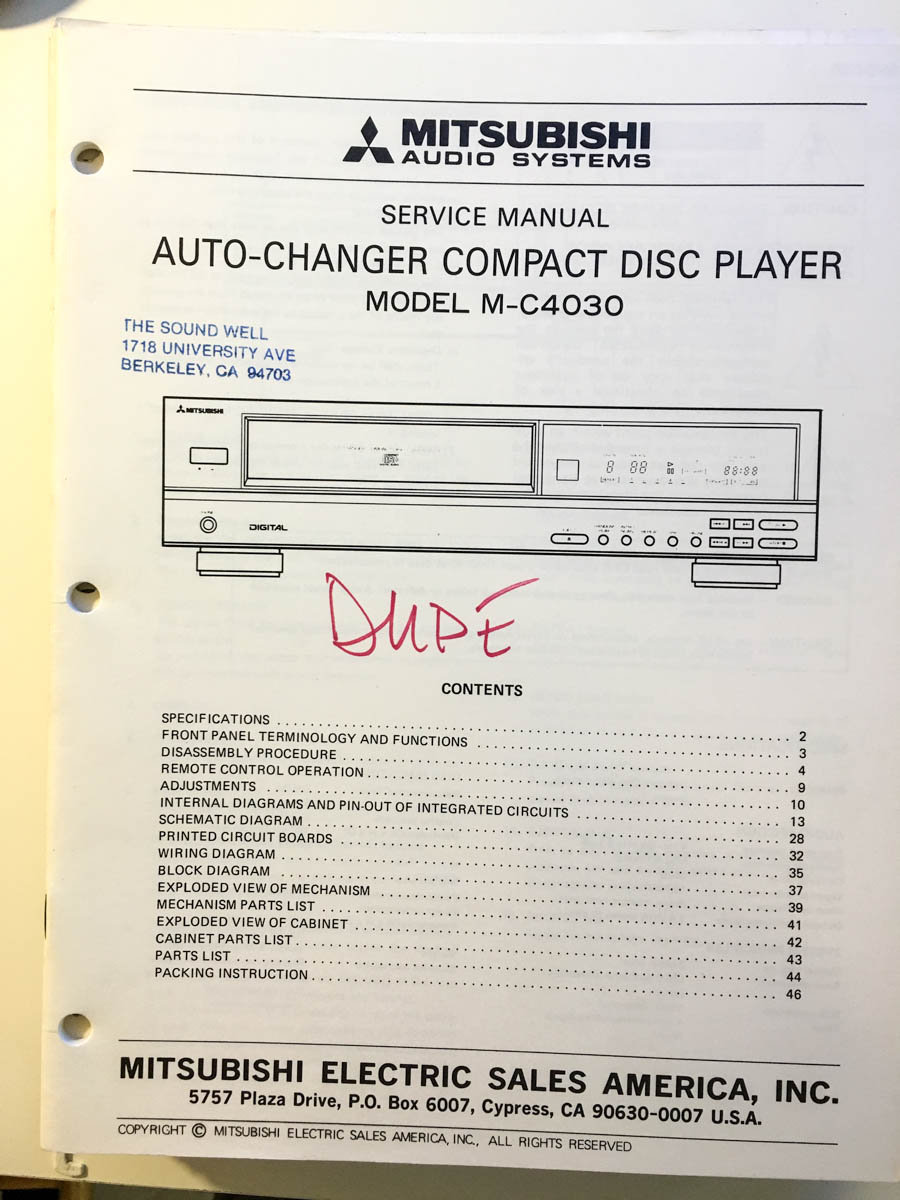 MITSUBISHI
AUDIO SYSTEMS
SERVICE MANUAL
AUTO-CHANGER COMPACT DISC PLAYER
MODEL M-C4030
THE SOUND WELL
1718 UNIVERSITY AVE
BERKELEY, CA 94703
MITSUBISHI
8 88 88:88
DIGITAL
DUPE
CONTENTS
SPECIFICATIONS 2
FRONT PANEL TERMINOLOGY AND FUNCTIONS 3
DISASSEMBLY PROCEDURE 4
REMOTE CONTROL OPERATION 9
ADJUSTMENTS 10
INTERNAL DIAGRAMS AND PIN-OUT OF INTEGRATED CIRCUITS 13
SCHEMATIC DIAGRAM 28
PRINTED CIRCUIT BOARDS 32
WIRING DIAGRAM 35
BLOCK DIAGRAM 37
EXPLODED VIEW OF MECHANISM 39
MECHANISM PARTS LIST 41
EXPLODED VIEW OF CABINET 42
CABINET PARTS LIST 43
PARTS LIST 44
PACKING INSTRUCTION 46
MITSUBISHI ELECTRIC SALES AMERICA, INC.
5757 Plaza Drive, P.O. Box 6007, Cypress, CA 90630-0007 U.S.A.
COPYRIGHT © MITSUBISHI ELECTRIC SALES AMERICA, INC., ALL RIGHTS RESERVED